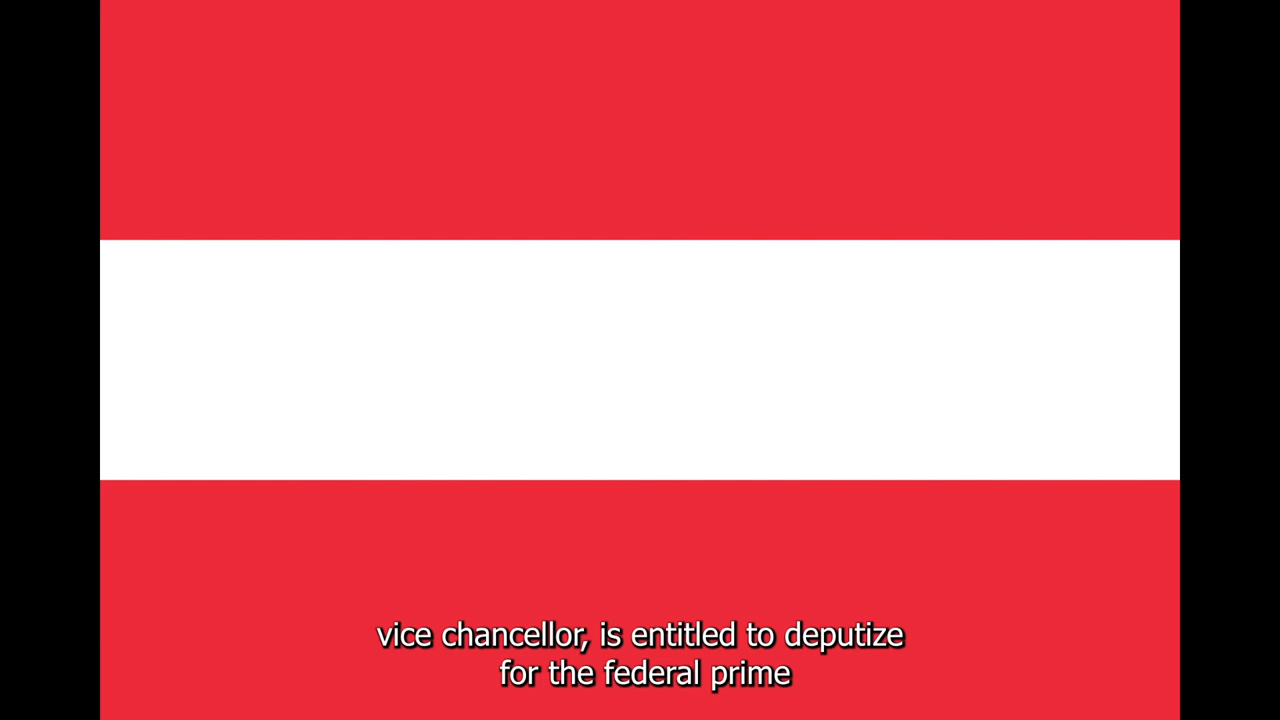 vice chancellor, is entitled to deputize
for the federal prime